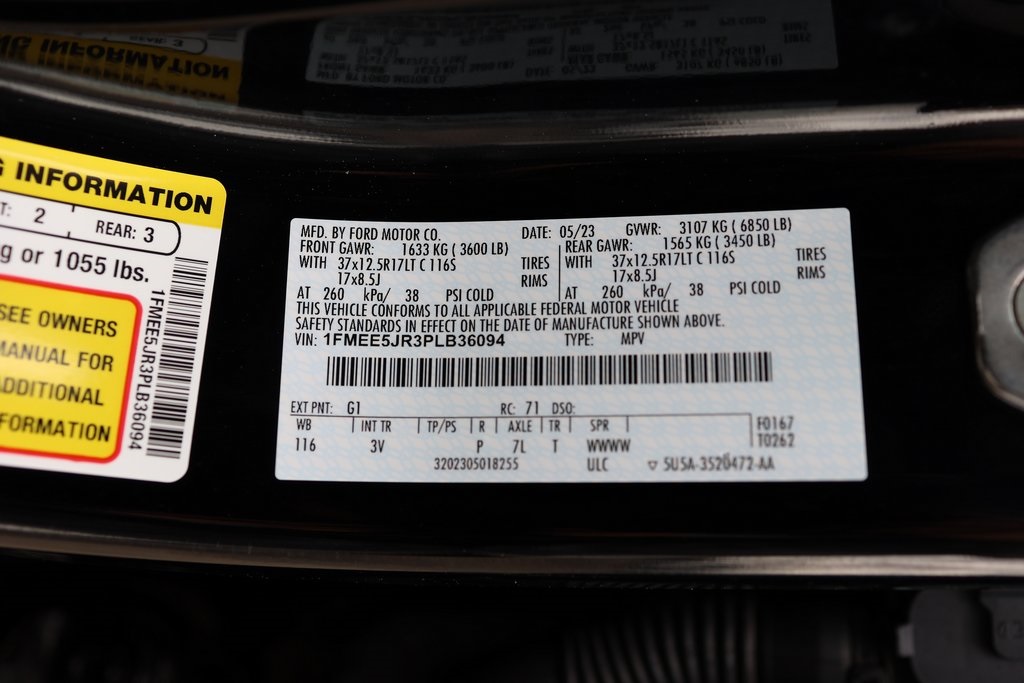 G INFORMATION
T: 2 REAR: 3
g or 1055 lbs.
SEE OWNERS
MANUAL FOR
ADDITIONAL
FORMATION
1FMEE5JR3PLB36094
MFD. BY FORD MOTOR CO. DATE: 05/23 GVWR: 3107 KG ( 6850 LB)
FRONT GAWR: 1633 KG ( 3600 LB) REAR GAWR: 1565 KG ( 3450 LB)
WITH 37x12.5R17LT C 116S TIRES 37x12.5R17LT C 116S TIRES
17x8.5J RIMS 17x8.5J RIMS
AT 260 kPa/ 38 PSI COLD AT 260 kPa/ 38 PSI COLD
THIS VEHICLE CONFORMS TO ALL APPLICABLE FEDERAL MOTOR VEHICLE
SAFETY STANDARDS IN EFFECT ON THE DATE OF MANUFACTURE SHOWN ABOVE.
VIN: 1FMEE5JR3PLB36094 TYPE: MPV
EXT PNT: G1 RC: 71 DSO:
WB INT TR TP/PS R AXLE TR SPR F0167
116 3V P 7L T WWWW T0262
3202305018255 ULC ▽ 5U5A-3520472-AA